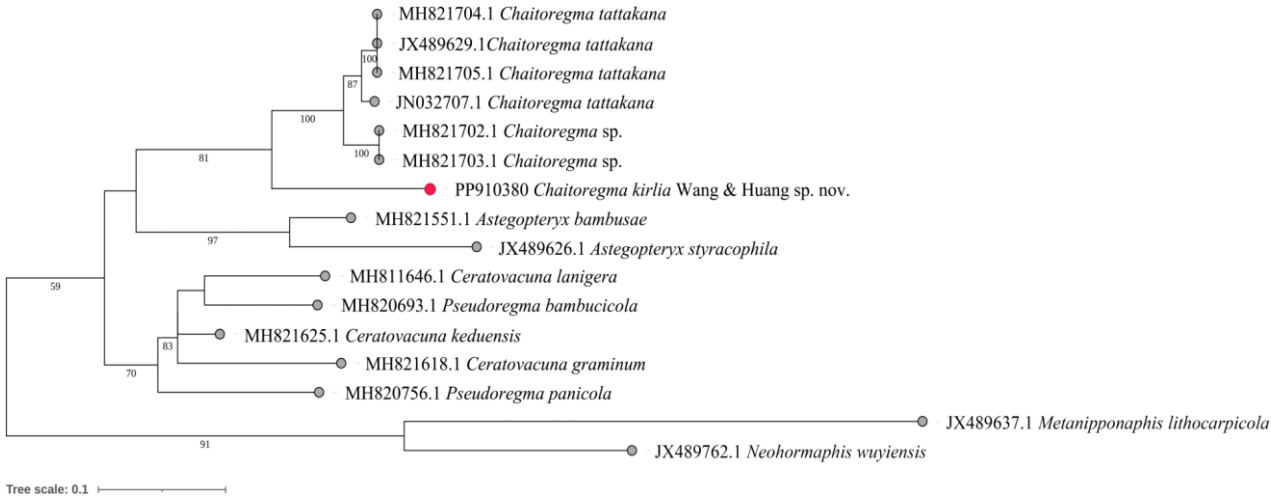 MH821704.1 Chaitoregma tattakana
JX489629.1Chaitoregma tattakana
100
MH821705.1 Chaitoregma tattakana
87
JN032707.1 Chaitoregma tattakana
100
MH821702.1 Chaitoregma sp.
100
81
MH821703.1 Chaitoregma sp.
PP910380 Chaitoregma kirlia Wang & Huang sp. nov.
MH821551.1 Astegopteryx bambusae
97
JX489626.1 Astegopteryx styracophila
MH811646.1 Ceratovacuna lanigera
59
MH820693.1 Pseudoregma bambucicola
MH821625.1 Ceratovacuna keduensis
83
MH821618.1 Ceratovacuna graminum
70
MH820756.1 Pseudoregma panicola
JX489637.1 Metanipponaphis lithocarpicola
91
JX489762.1 Neohormaphis wuyiensis
Tree scale: 0.1